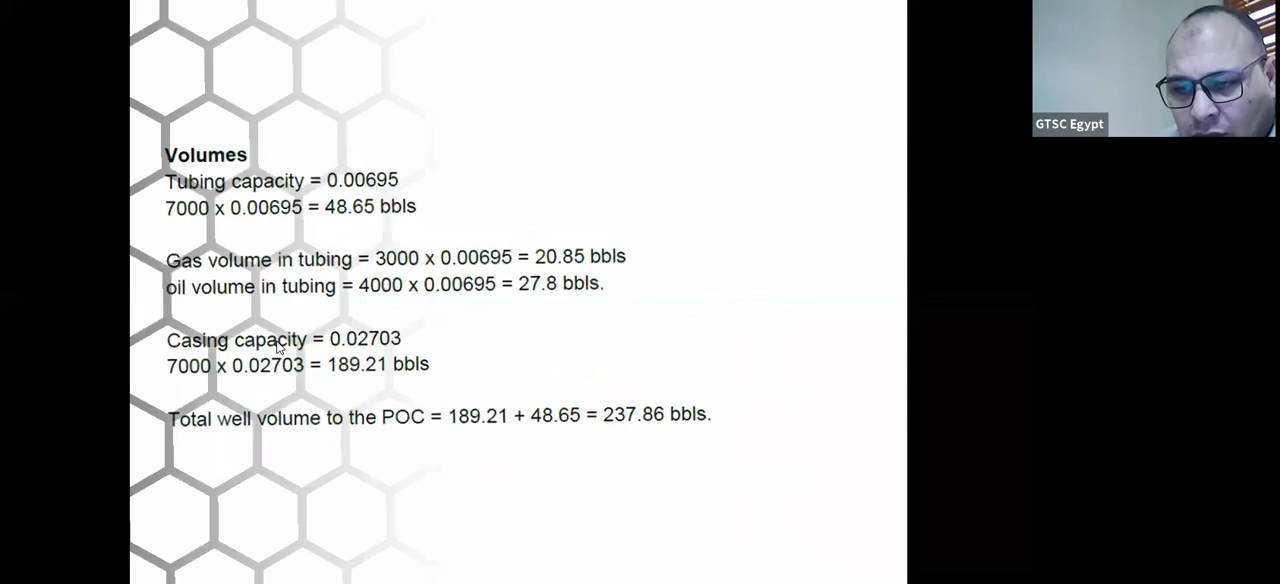 Volumes
Tubing capacity = 0.00695
7000 x 0.00695 = 48.65 bbls
Gas volume in tubing = 3000 x 0.00695 = 20.85 bbls
oil volume in tubing = 4000 x 0.00695 = 27.8 bbls.
Casing capacity = 0.02703
7000 x 0.02703 = 189.21 bbls
Total well volume to the POC = 189.21 + 48.65 = 237.86 bbls.
GTSC Egypt